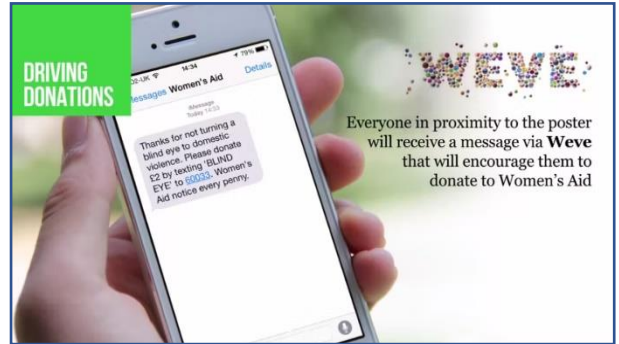 DRIVING
DONATIONS
O2-UK 14:34 79%
Messages Women's Aid Details
iMessage
Today 14:33
Thanks for not turning a
blind eye to domestic
violence. Please donate
£2 by texting 'BLIND
EYE' to 60033. Women's
Aid notice every penny.
WEVE
Everyone in proximity to the poster
will receive a message via Weve
that will encourage them to
donate to Women's Aid